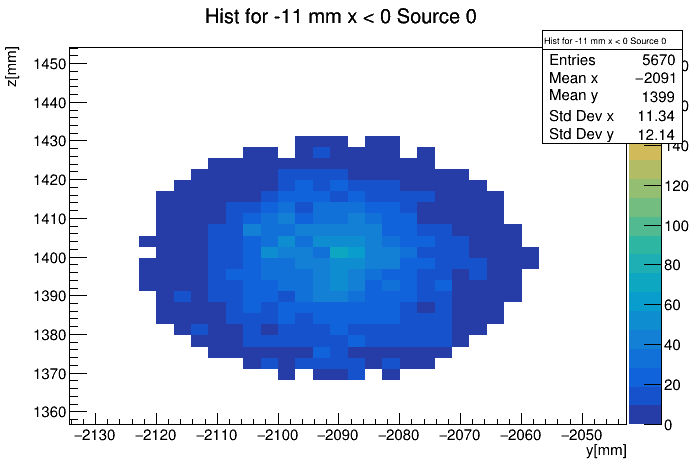 Hist for -11 mm x < 0 Source 0
z[mm]
Hist for -11 mm x < 0 Source 0
Entries 5670
Mean x −2091
Mean y 1399
Std Dev x 11.34
Std Dev y 12.14
1450
1440
1430
1420
1410
1400
1390
1380
1370
1360
0
0
140
120
100
80
60
40
20
0
−2130 −2120 −2110 −2100 −2090 −2080 −2070 −2060 −2050
y[mm]